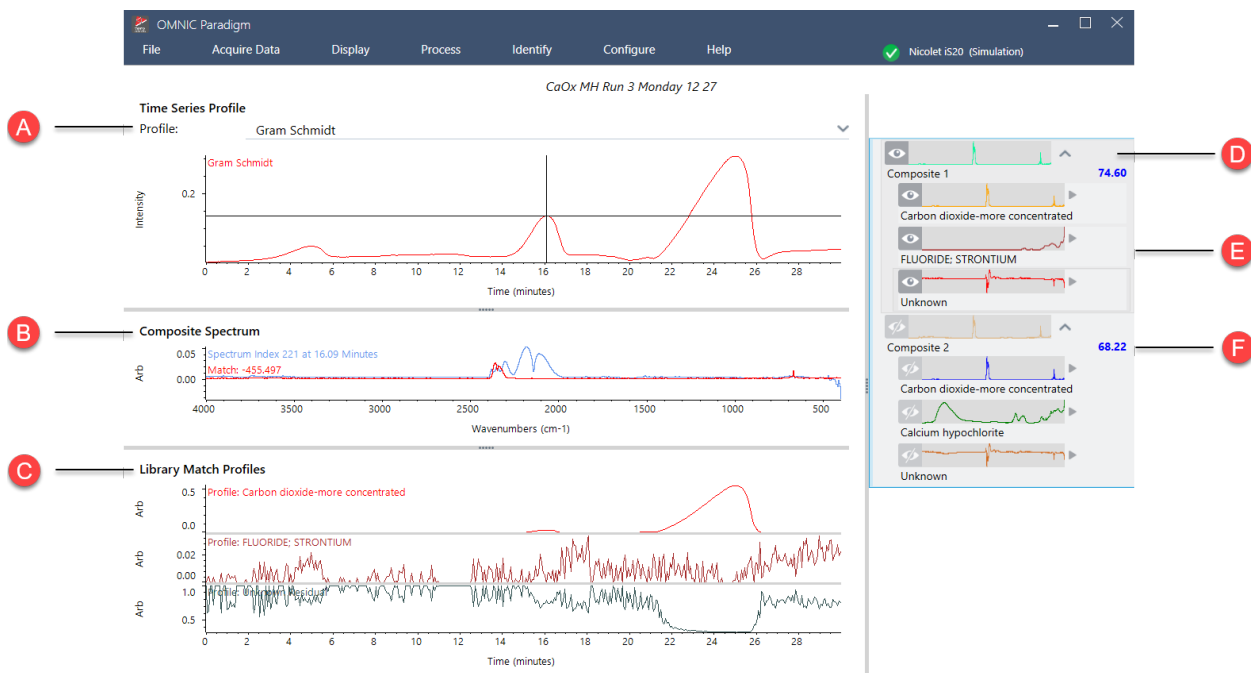 OMNIC Paradigm
File Acquire Data Display Process Identify Configure Help Nicolet iS20 (Simulation)
CaOx MH Run 3 Monday 12 27
Time Series Profile
A
Profile: Gram Schmidt
Gram Schmidt
0.2
Intensity
0 2 4 6 8 10 12 14 16 18 20 22 24 26 28
Time (minutes)
B
Composite Spectrum
0.05
Spectrum Index 221 at 16.09 Minutes
Match: -455.497
Arb
0.00
4000 3500 3000 2500 2000 1500 1000 500
Wavenumbers (cm-1)
C
Library Match Profiles
0.5
Profile: Carbon dioxide-more concentrated
Arb
0.0
Profile: FLUORIDE; STRONTIUM
Arb
0.02
0.00
1.0
Profile: Unknown Residual
Arb
0.5
0 2 4 6 8 10 12 14 16 18 20 22 24 26 28
Time (minutes)
D
Composite 1 74.60
Carbon dioxide-more concentrated
E
FLUORIDE; STRONTIUM
Unknown
Composite 2 68.22
F
Carbon dioxide-more concentrated
Calcium hypochlorite
Unknown